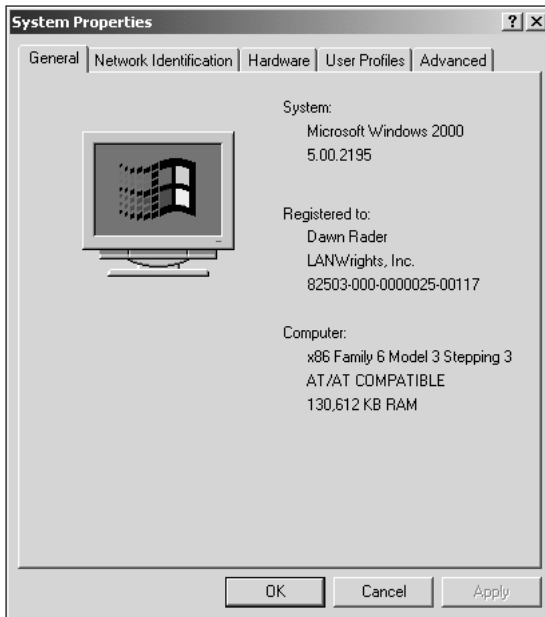 System Properties
General Network Identification Hardware User Profiles Advanced
System:
Microsoft Windows 2000
5.00.2195
Registered to:
Dawn Rader
LANWrights, Inc.
82503-000-0000025-00117
Computer:
x86 Family 6 Model 3 Stepping 3
AT/AT COMPATIBLE
130,612 KB RAM
OK Cancel Apply